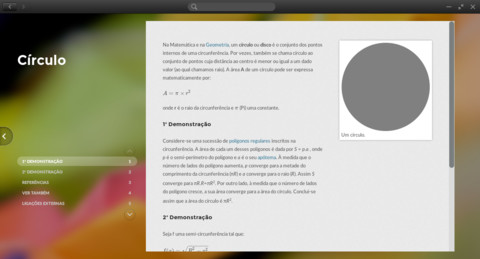 Círculo
1ª DEMONSTRAÇÃO 1
2ª DEMONSTRAÇÃO 2
REFERÊNCIAS 3
VER TAMBÉM 4
LIGAÇÕES EXTERNAS 5
Na Matemática e na Geometria, um círculo ou disco é o conjunto dos pontos
internos de uma circunferência. Por vezes, também se chama círculo ao
conjunto de pontos cuja distância ao centro é menor ou igual a um dado
valor (ao qual chamamos raio). A área A de um círculo pode ser expressa
matematicamente por:
A = π × r²
onde r é o raio da circunferência e π (Pi) uma constante.
1ª Demonstração
Considere-se uma sucessão de polígonos regulares inscritos na
circunferência. A área de cada um desses polígonos é dada por S = p.a , onde
p é o semi-perímetro do polígono e a é o seu apótema. À medida que o
número de lados do polígono aumenta, p converge para a metade do
comprimento da circunferência (πR) e a converge para o raio (R). Assim S
converge para πR.R=πR². Por outro lado, à medida que o número de lados
do polígono cresce, a sua área converge para a área do círculo. Conclui-se
assim que a área do círculo é πR².
2ª Demonstração
Seja f uma semi-circunferência tal que:
Um círculo.